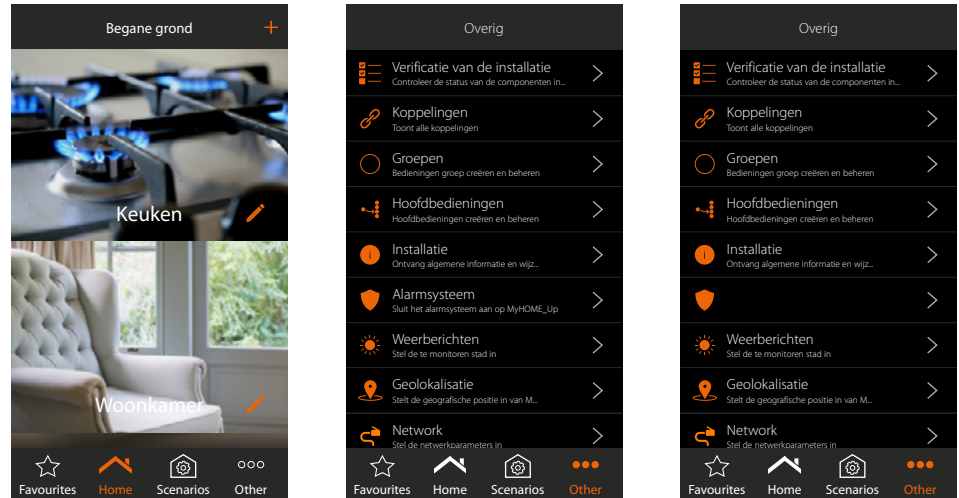 Begane grond
Keuken
Woonkamer
Favourites Home Scenarios Other
Overig
Verificatie van de installatie
Controleer de status van de componenten in...
Koppelingen
Toont alle koppelingen
Groepen
Bedieningen groep creëren en beheren
Hoofdbedieningen
Hoofdbedieningen creëren en beheren
Installatie
Ontvang algemene informatie en wijz...
Alarmsysteem
Sluit het alarmsysteem aan op MyHOME_Up
Weerberichten
Stel de te monitoren stad in
Geolokalisatie
Stelt de geografische positie in van M...
Network
Stel de netwerkparameters in
Favourites Home Scenarios Other
Overig
Verificatie van de installatie
Controleer de status van de componenten in...
Koppelingen
Toont alle koppelingen
Groepen
Bedieningen groep creëren en beheren
Hoofdbedieningen
Hoofdbedieningen creëren en beheren
Installatie
Ontvang algemene informatie en wijz...
Weerberichten
Stel de te monitoren stad in
Geolokalisatie
Stelt de geografische positie in van M...
Network
Stel de netwerkparameters in
Favourites Home Scenarios Other